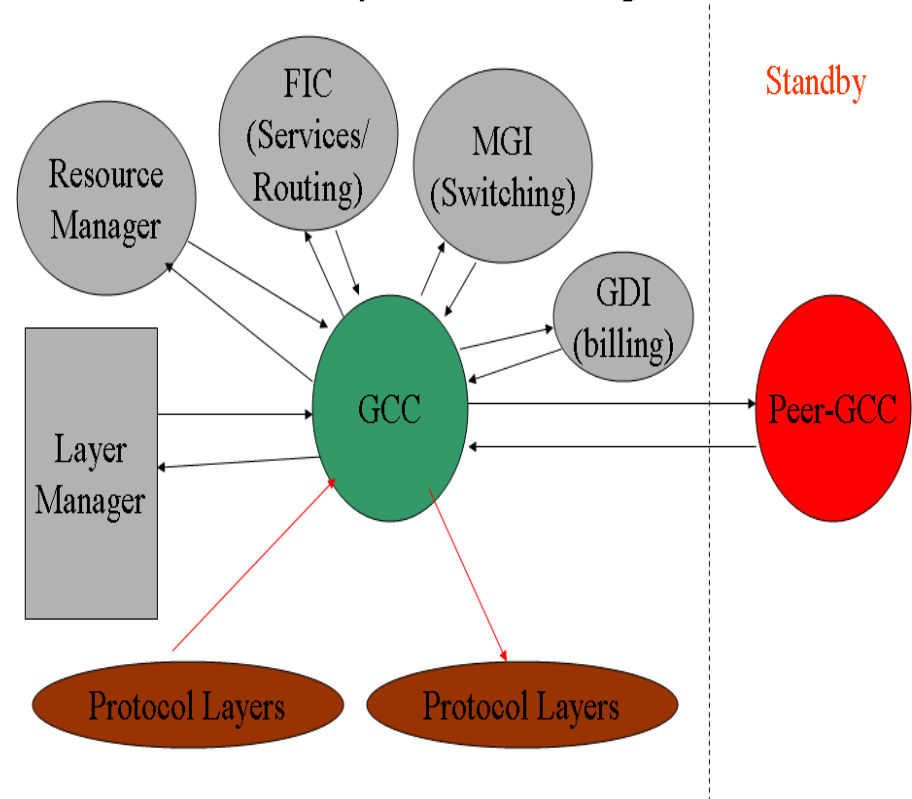 FIC
(Services/
Routing)
Standby
MGI
(Switching)
Resource
Manager
GDI
(billing)
GCC
Peer-GCC
Layer
Manager
Protocol Layers
Protocol Layers